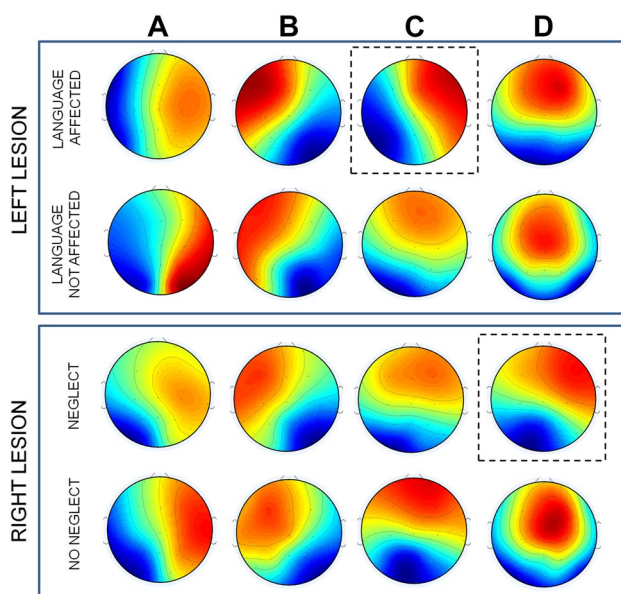 A B C D
LEFT LESION
LANGUAGE
AFFECTED
LANGUAGE
NOT AFFECTED
RIGHT LESION
NEGLECT
NO NEGLECT